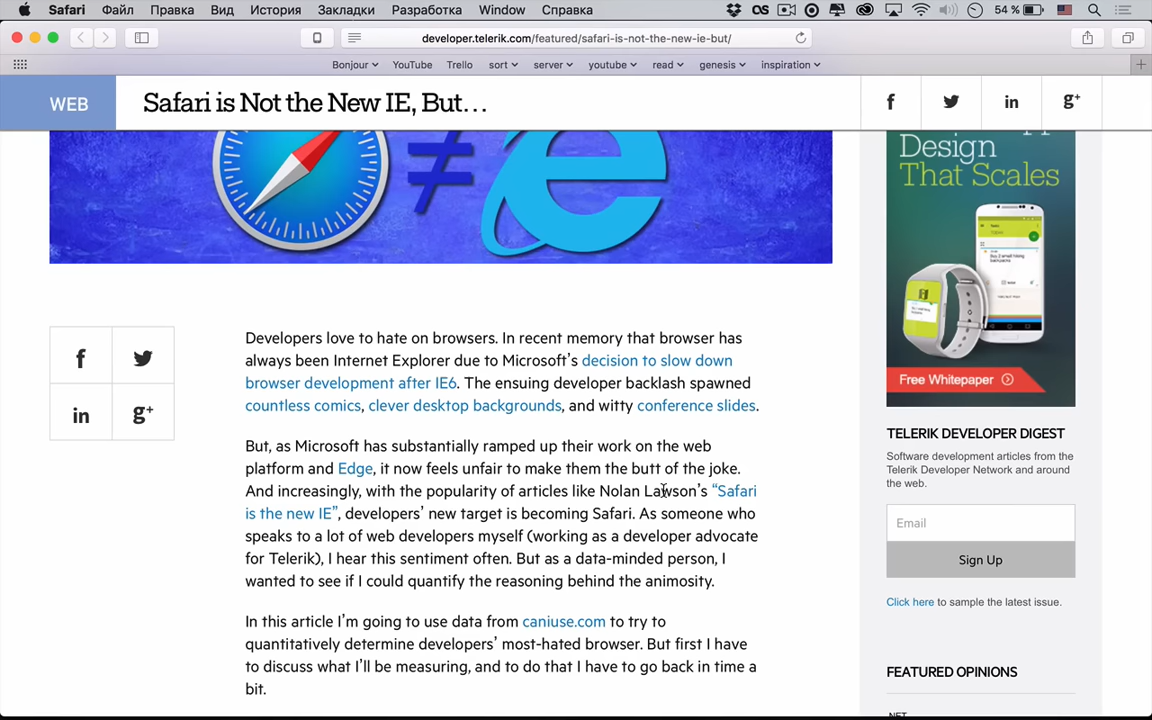 Safari Файл Правка Вид История Закладки Разработка Window Справка 54 %
developer.telerik.com/featured/safari-is-not-the-new-ie-but/
Bonjour YouTube Trello sort server youtube read genesis inspiration
WEB Safari is Not the New IE, But…
Design
That Scales
Free Whitepaper
Developers love to hate on browsers. In recent memory that browser has
always been Internet Explorer due to Microsoft’s decision to slow down
browser development after IE6. The ensuing developer backlash spawned
countless comics, clever desktop backgrounds, and witty conference slides.
But, as Microsoft has substantially ramped up their work on the web
platform and Edge, it now feels unfair to make them the butt of the joke.
And increasingly, with the popularity of articles like Nolan Lawson’s “Safari
is the new IE”, developers’ new target is becoming Safari. As someone who
speaks to a lot of web developers myself (working as a developer advocate
for Telerik), I hear this sentiment often. But as a data-minded person, I
wanted to see if I could quantify the reasoning behind the animosity.
In this article I’m going to use data from caniuse.com to try to
quantitatively determine developers’ most-hated browser. But first I have
to discuss what I’ll be measuring, and to do that I have to go back in time a
bit.
TELERIK DEVELOPER DIGEST
Software development articles from the
Telerik Developer Network and around
the web.
Email
Sign Up
Click here to sample the latest issue.
FEATURED OPINIONS